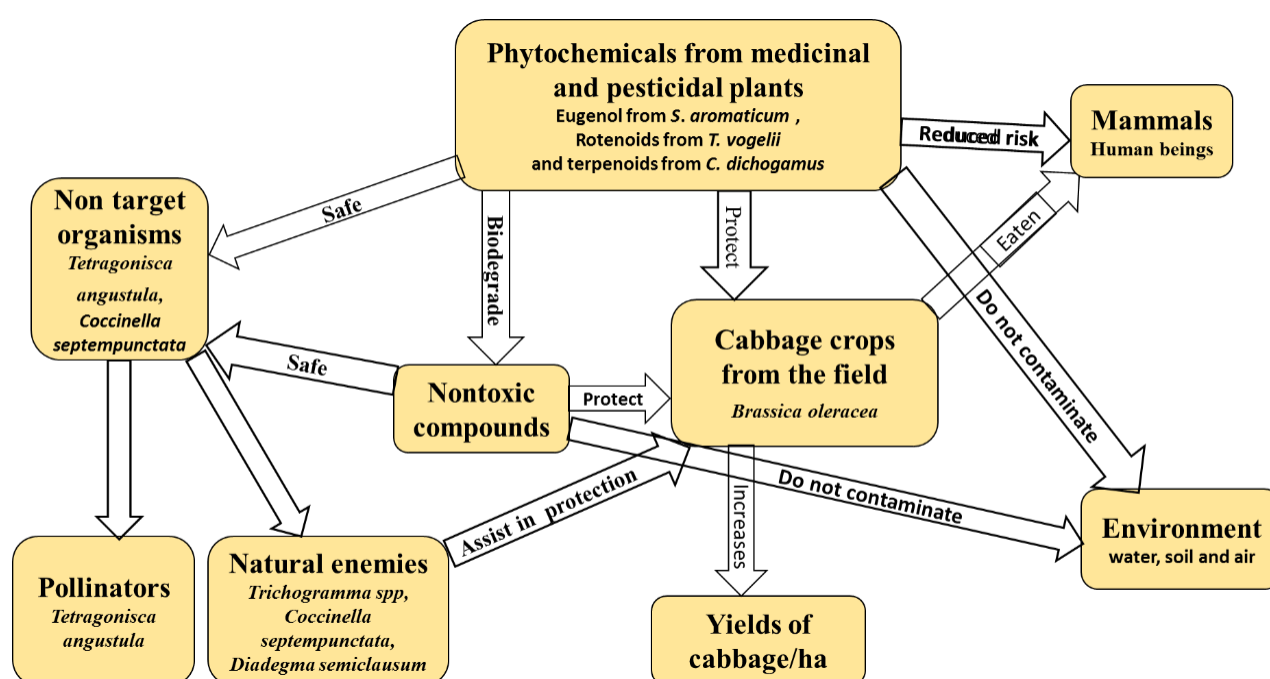 Phytochemicals from medicinal
and pesticidal plants
Eugenol from S. aromaticum ,
Rotenoids from T. vogelii
and terpenoids from C. dichogamus
Reduced risk
Mammals
Human beings
Safe
Biodegrade
Protect
Eaten
Do not contaminate
Non target
organisms
Tetragonisca
angustula,
Coccinella
septempunctata
Safe
Nontoxic
compounds
Protect
Cabbage crops
from the field
Brassica oleracea
Assist in protection
Increases
Do not contaminate
Environment
water, soil and air
Pollinators
Tetragonisca
angustula
Natural enemies
Trichogramma spp,
Coccinella
septempunctata,
Diadegma semiclausum
Yields of
cabbage/ha